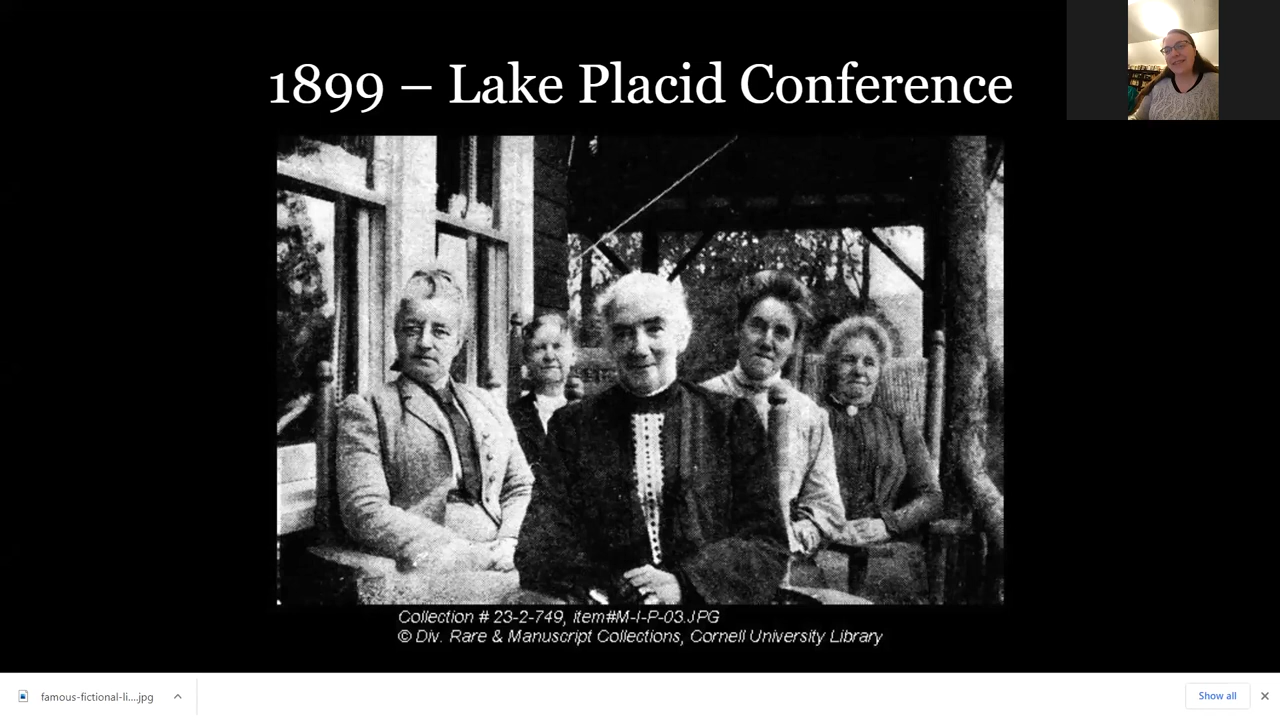 1899 – Lake Placid Conference
Collection # 23-2-749, item#M-I-P-03.JPG
© Div. Rare & Manuscript Collections, Cornell University Library
famous-fictional-li....jpg
Show all